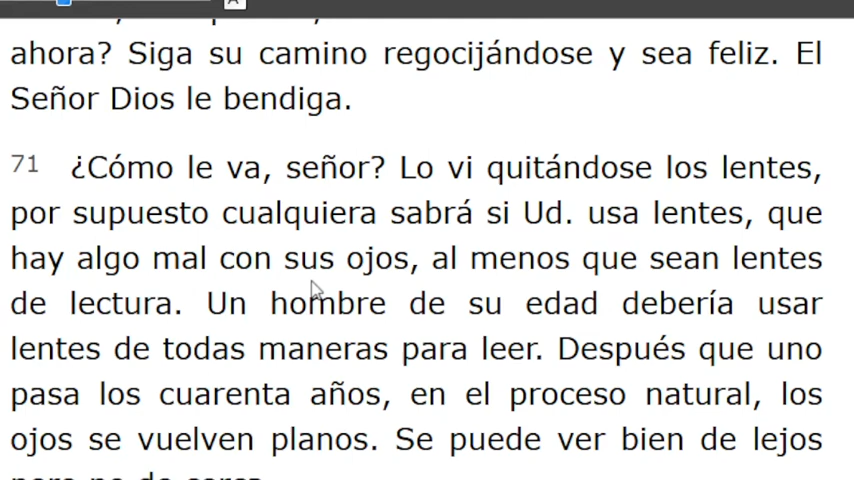 ahora? Siga su camino regocijándose y sea feliz. El
Señor Dios le bendiga.
71 ¿Cómo le va, señor? Lo vi quitándose los lentes,
por supuesto cualquiera sabrá si Ud. usa lentes, que
hay algo mal con sus ojos, al menos que sean lentes
de lectura. Un hombre de su edad debería usar
lentes de todas maneras para leer. Después que uno
pasa los cuarenta años, en el proceso natural, los
ojos se vuelven planos. Se puede ver bien de lejos
pero no de cerca